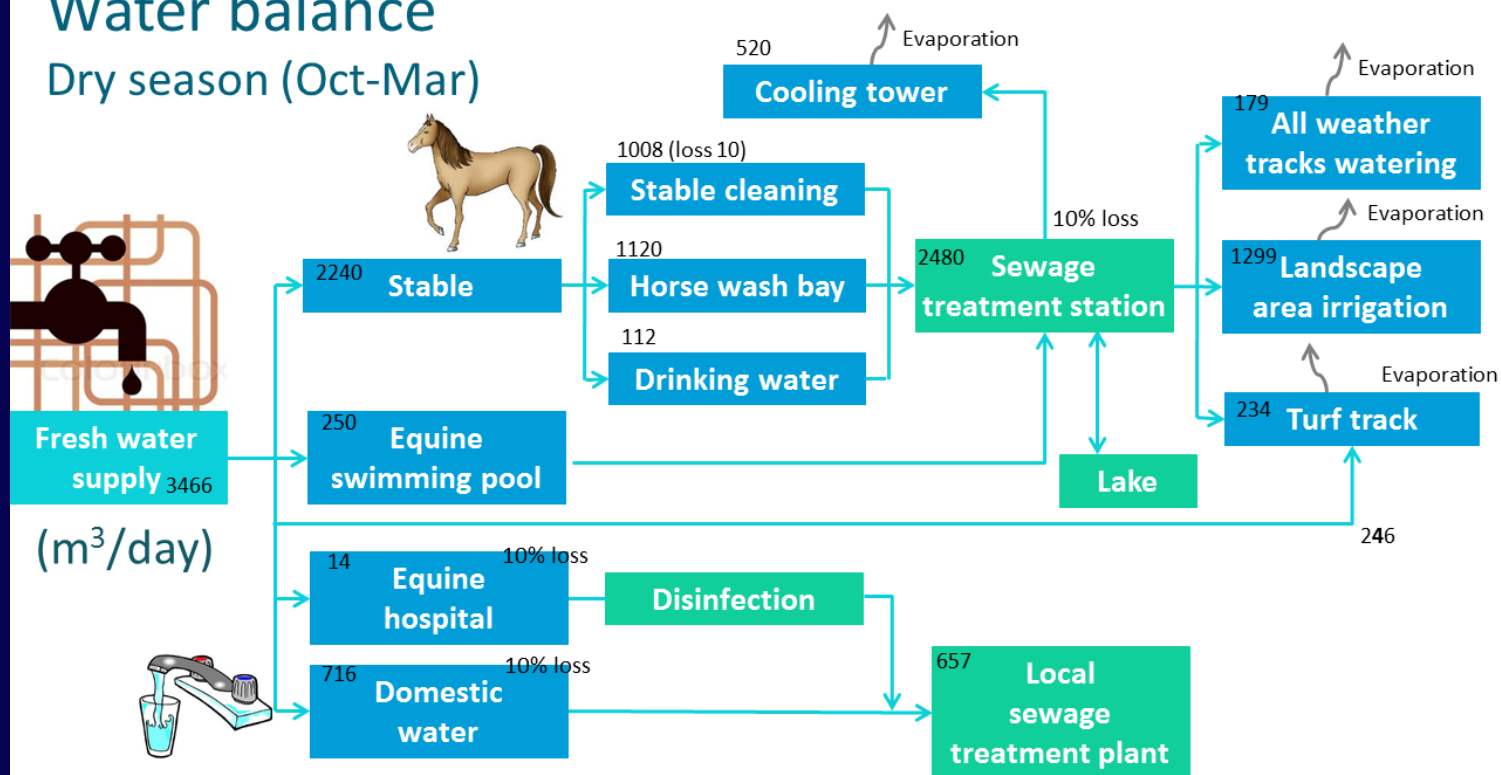 Water balance
Dry season (Oct-Mar)
520
Evaporation
Cooling tower
Evaporation
179
All weather
tracks watering
1008 (loss 10)
Stable cleaning
10% loss
Evaporation
2240
Stable
1120
Horse wash bay
2480
Sewage
treatment station
1299
Landscape
area irrigation
112
Drinking water
Evaporation
234
Turf track
Fresh water
supply 3466
250
Equine
swimming pool
Lake
(m³/day)
246
14
10% loss
Equine
hospital
Disinfection
716
10% loss
Domestic
water
657
Local
sewage
treatment plant